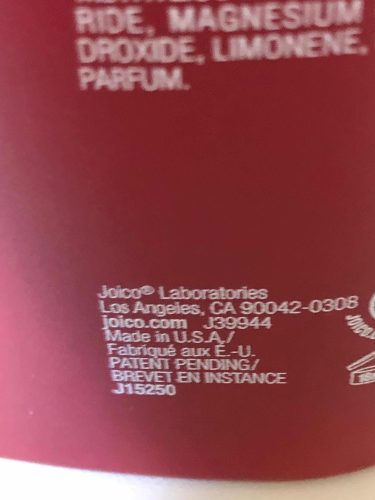 RIDE, MAGNESIUM
DROXIDE, LIMONENE,
PARFUM.
Joico® Laboratories
Los Angeles, CA 90042-0308
joico.com J39944
Made in U.S.A./
Fabriqué aux É.-U.
PATENT PENDING/
BREVET EN INSTANCE
J15250